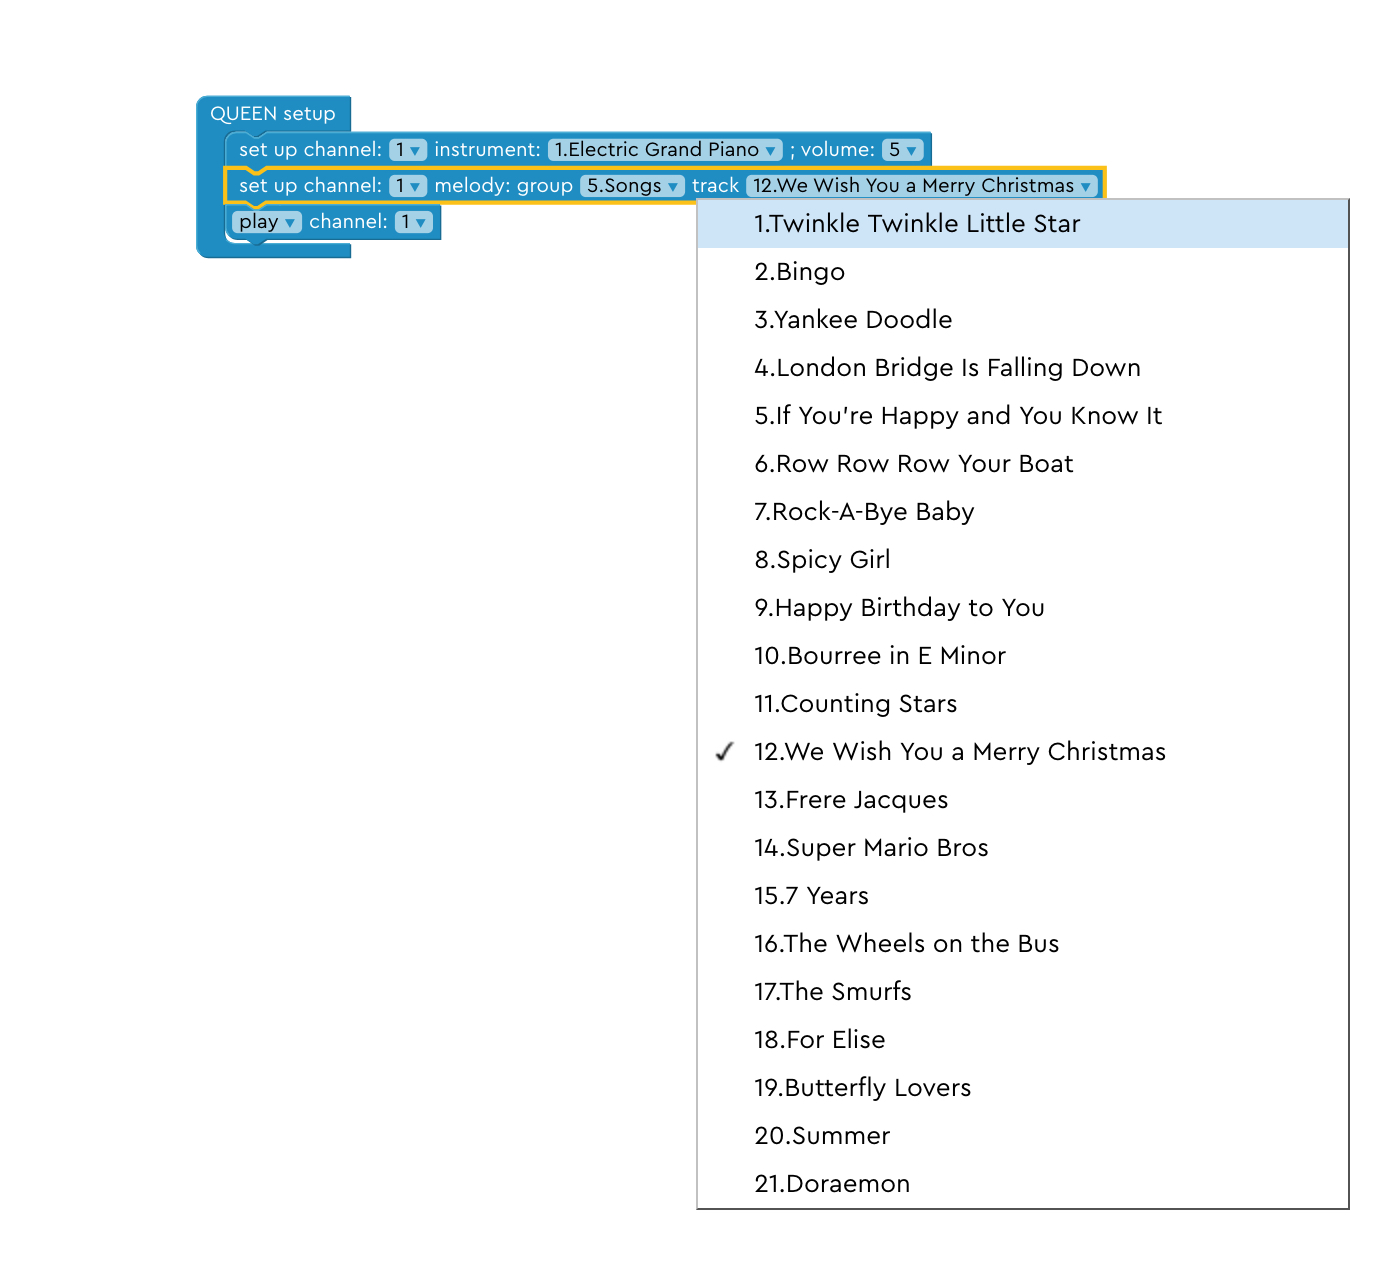 QUEEN setup
set up channel: 1 ▼ instrument: 1.Electric Grand Piano ▼ ; volume: 5 ▼
set up channel: 1 ▼ melody: group 5.Songs ▼ track 12.We Wish You a Merry Christmas ▼
play ▼ channel: 1 ▼
1.Twinkle Twinkle Little Star
2.Bingo
3.Yankee Doodle
4.London Bridge Is Falling Down
5.If You're Happy and You Know It
6.Row Row Row Your Boat
7.Rock-A-Bye Baby
8.Spicy Girl
9.Happy Birthday to You
10.Bourree in E Minor
11.Counting Stars
✓ 12.We Wish You a Merry Christmas
13.Frere Jacques
14.Super Mario Bros
15.7 Years
16.The Wheels on the Bus
17.The Smurfs
18.For Elise
19.Butterfly Lovers
20.Summer
21.Doraemon